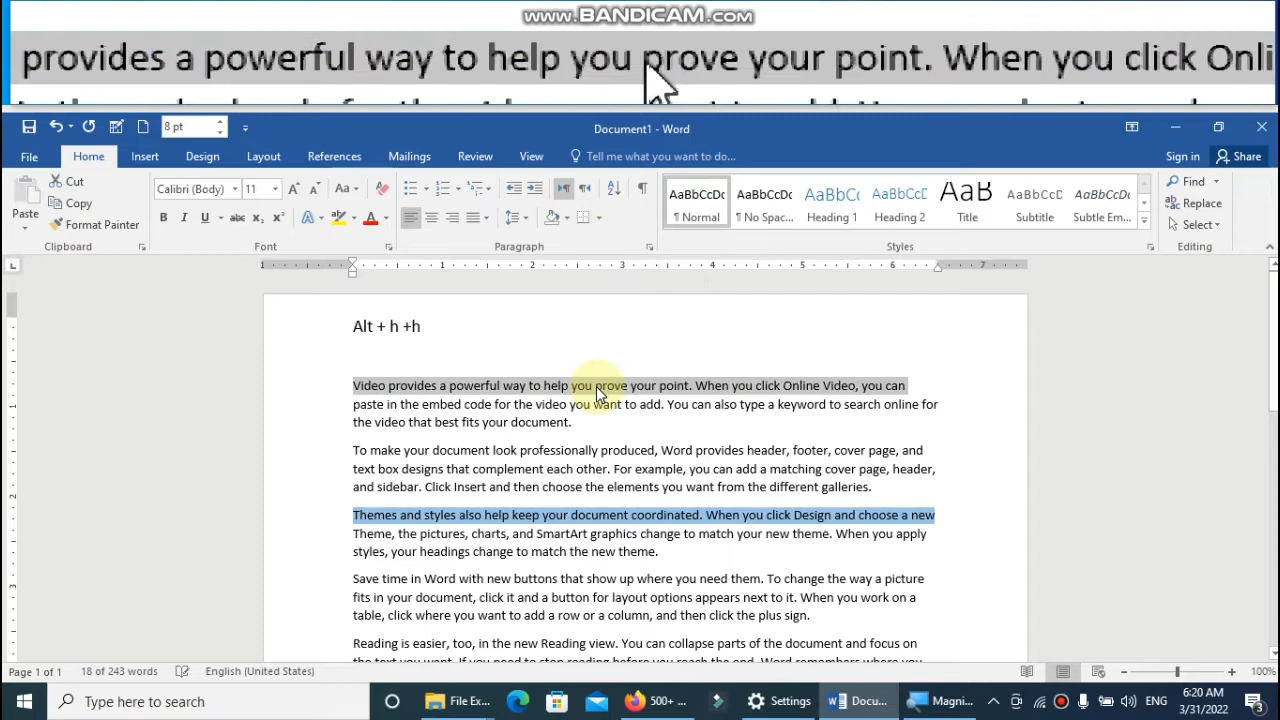 www.BANDICAM.com
provides a powerful way to help you prove your point. When you click Onli
8 pt
Document1 - Word
File Home Insert Design Layout References Mailings Review View Tell me what you want to do... Sign in Share
Paste
Cut
Copy
Format Painter
Clipboard
Calibri (Body) 11
Font
Paragraph
AaBbCcDc AaBbCcDc AaBbCc AaBbCcC AaB AaBbCcC AaBbCcDc
¶ Normal ¶ No Spac... Heading 1 Heading 2 Title Subtitle Subtle Em...
Styles
Find
Replace
Select
Editing
1 1 2 3 4 5 6 7
Alt + h +h
Video provides a powerful way to help you prove your point. When you click Online Video, you can
paste in the embed code for the video you want to add. You can also type a keyword to search online for
the video that best fits your document.
To make your document look professionally produced, Word provides header, footer, cover page, and
text box designs that complement each other. For example, you can add a matching cover page, header,
and sidebar. Click Insert and then choose the elements you want from the different galleries.
Themes and styles also help keep your document coordinated. When you click Design and choose a new
Theme, the pictures, charts, and SmartArt graphics change to match your new theme. When you apply
styles, your headings change to match the new theme.
Save time in Word with new buttons that show up where you need them. To change the way a picture
fits in your document, click it and a button for layout options appears next to it. When you work on a
table, click where you want to add a row or a column, and then click the plus sign.
Reading is easier, too, in the new Reading view. You can collapse parts of the document and focus on
the text you want. If you need to stop reading before you reach the end, Word remembers where you
Page 1 of 1 18 of 243 words English (United States) 100%
Type here to search
File Ex...
500+ ...
Settings
Docu...
Magni...
ENG
6:20 AM
3/31/2022
3